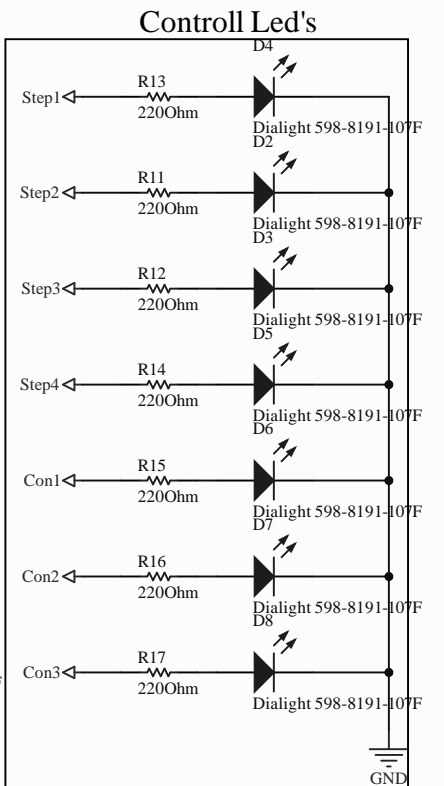 Controll Led's
D4
Step1
R13
220Ohm
Dialight 598-8191-107F
D2
Step2
R11
220Ohm
Dialight 598-8191-107F
D3
Step3
R12
220Ohm
Dialight 598-8191-107F
D5
Step4
R14
220Ohm
Dialight 598-8191-107F
D6
Con1
R15
220Ohm
Dialight 598-8191-107F
D7
Con2
R16
220Ohm
Dialight 598-8191-107F
D8
Con3
R17
220Ohm
Dialight 598-8191-107F
GND